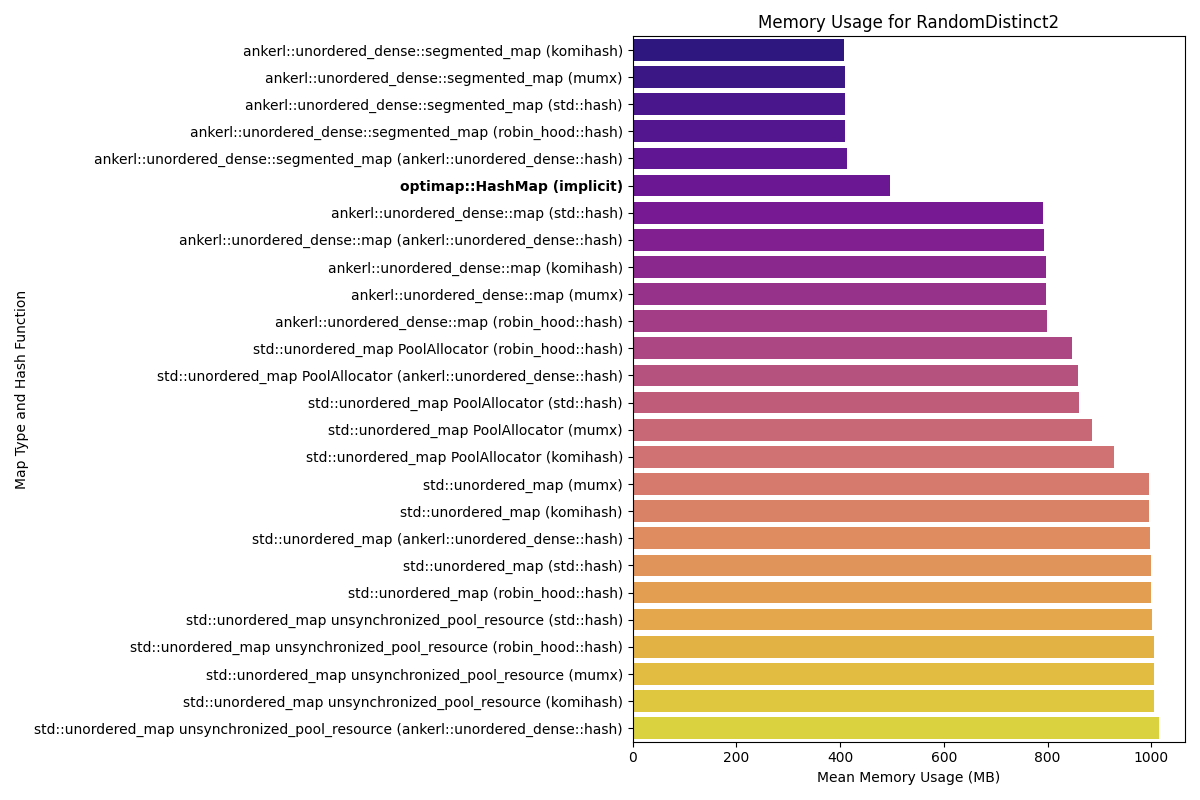 Memory Usage for RandomDistinct2
ankerl::unordered_dense::segmented_map (komihash)
ankerl::unordered_dense::segmented_map (mumx)
ankerl::unordered_dense::segmented_map (std::hash)
ankerl::unordered_dense::segmented_map (robin_hood::hash)
ankerl::unordered_dense::segmented_map (ankerl::unordered_dense::hash)
optimap::HashMap (implicit)
ankerl::unordered_dense::map (std::hash)
ankerl::unordered_dense::map (ankerl::unordered_dense::hash)
ankerl::unordered_dense::map (komihash)
ankerl::unordered_dense::map (mumx)
ankerl::unordered_dense::map (robin_hood::hash)
std::unordered_map PoolAllocator (robin_hood::hash)
std::unordered_map PoolAllocator (ankerl::unordered_dense::hash)
std::unordered_map PoolAllocator (std::hash)
std::unordered_map PoolAllocator (mumx)
std::unordered_map PoolAllocator (komihash)
std::unordered_map (mumx)
std::unordered_map (komihash)
std::unordered_map (ankerl::unordered_dense::hash)
std::unordered_map (std::hash)
std::unordered_map (robin_hood::hash)
std::unordered_map unsynchronized_pool_resource (std::hash)
std::unordered_map unsynchronized_pool_resource (robin_hood::hash)
std::unordered_map unsynchronized_pool_resource (mumx)
std::unordered_map unsynchronized_pool_resource (komihash)
std::unordered_map unsynchronized_pool_resource (ankerl::unordered_dense::hash)
Map Type and Hash Function
0 200 400 600 800 1000
Mean Memory Usage (MB)